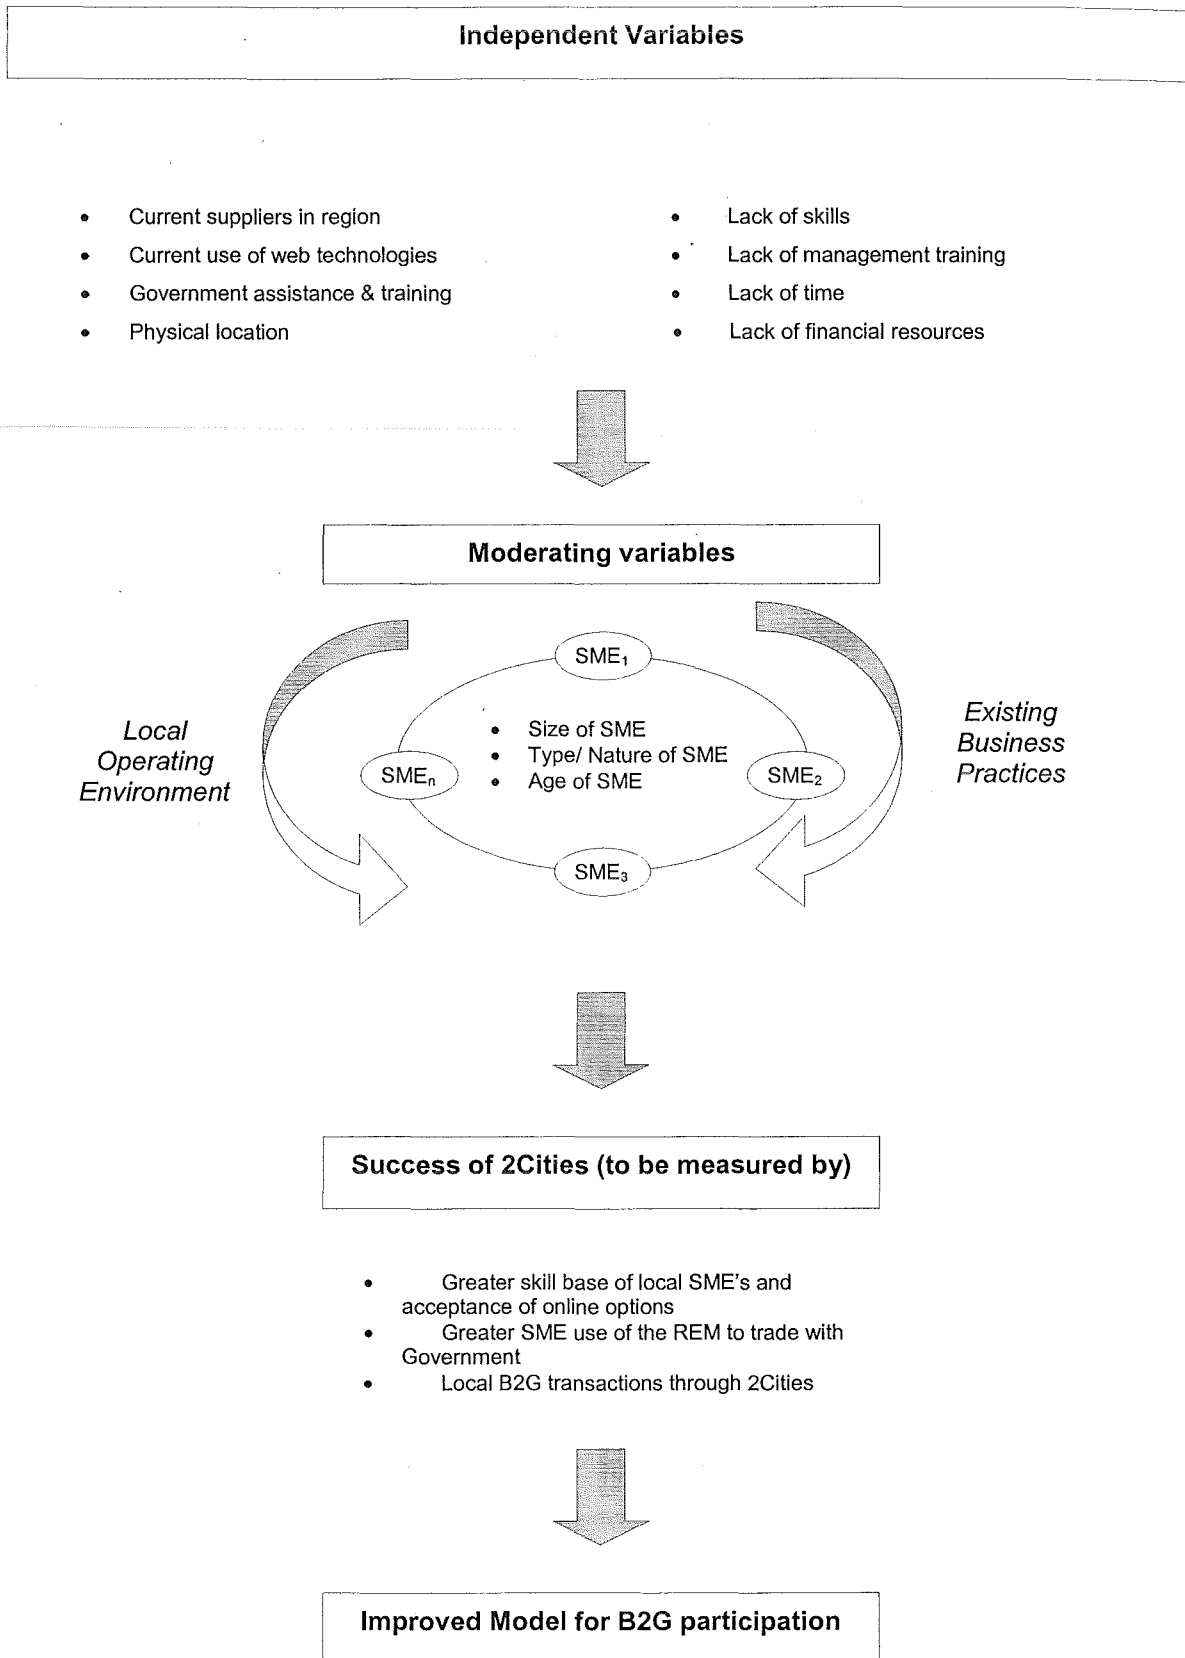 Independent Variables
• Current suppliers in region
• Current use of web technologies
• Government assistance & training
• Physical location
• Lack of skills
• Lack of management training
• Lack of time
• Lack of financial resources
Moderating variables
Local
Operating
Environment
SME₁
SMEₙ
• Size of SME
• Type/ Nature of SME
• Age of SME
SME₂
SME₃
Existing
Business
Practices
Success of 2Cities (to be measured by)
• Greater skill base of local SME's and
acceptance of online options
• Greater SME use of the REM to trade with
Government
• Local B2G transactions through 2Cities
Improved Model for B2G participation